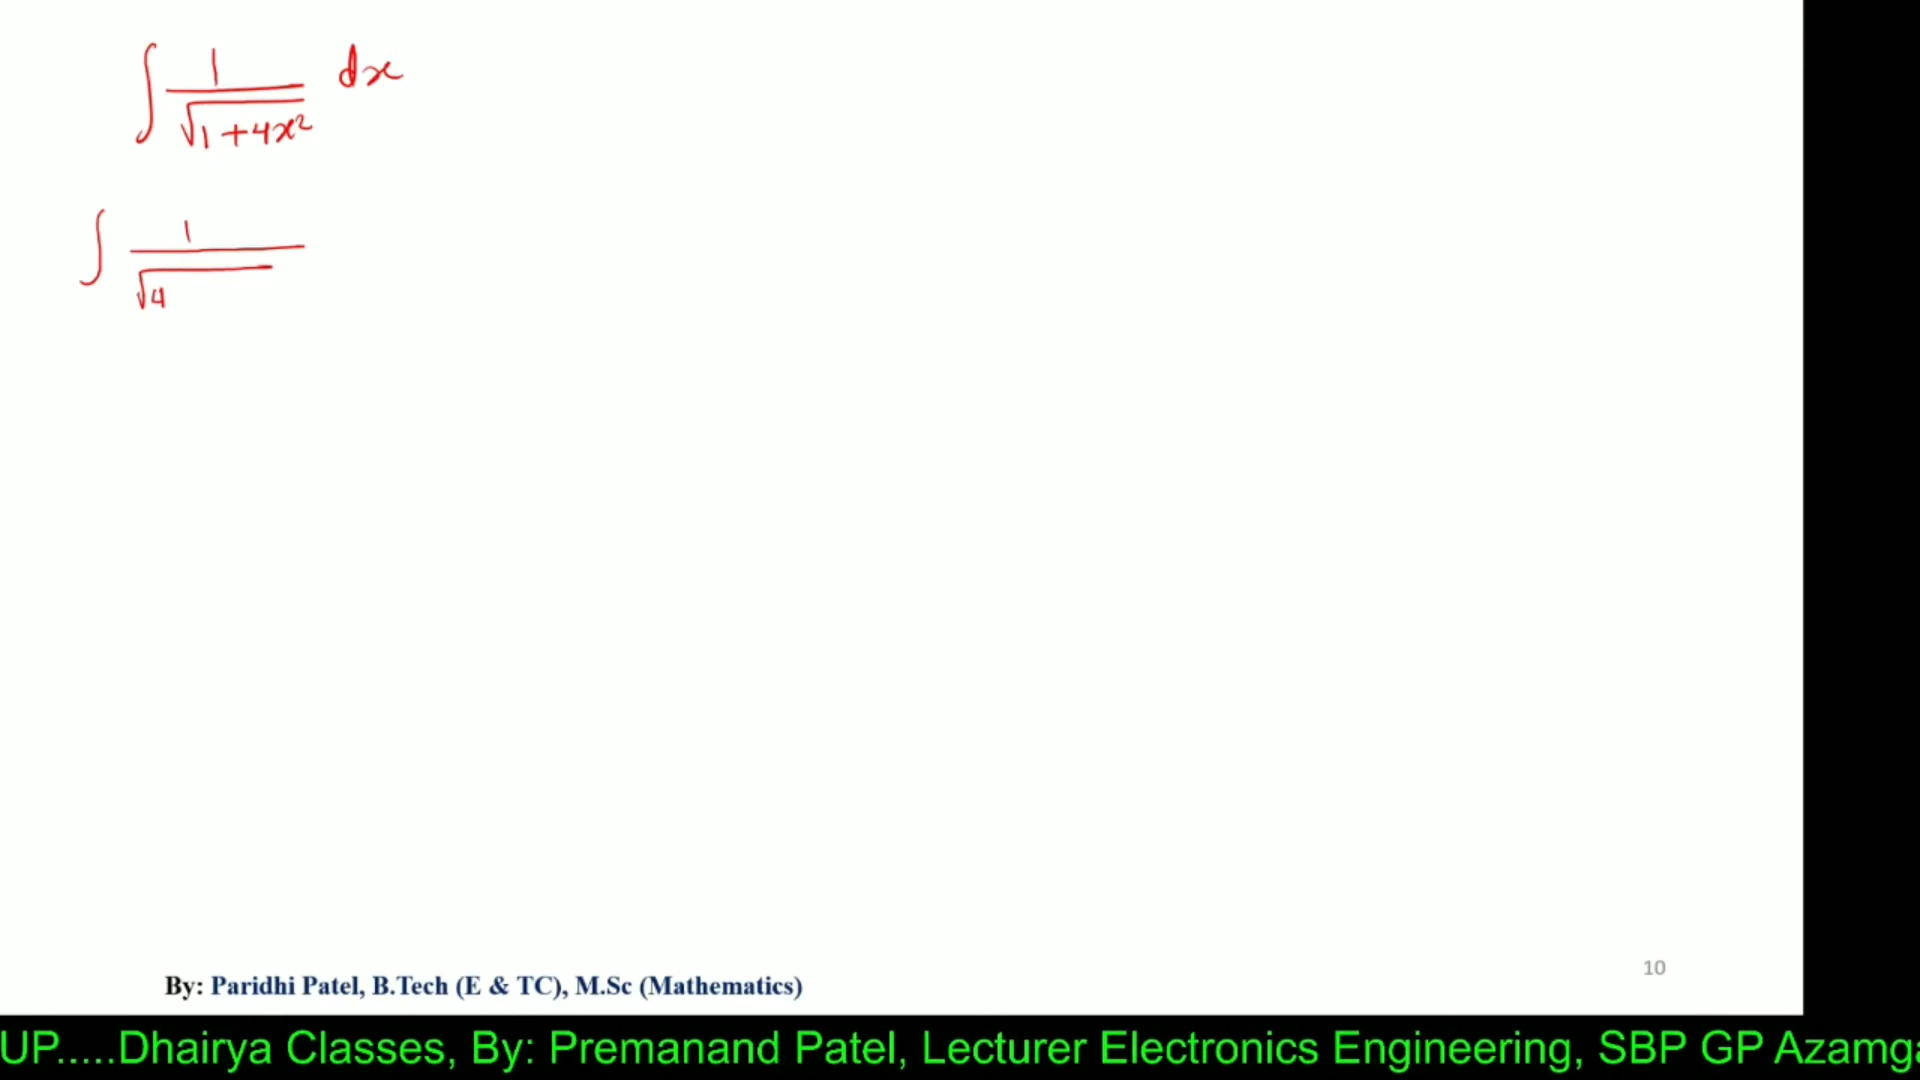 ∫ 1/√(1+4x²) dx
∫ 1/√4
10
By: Paridhi Patel, B.Tech (E & TC), M.Sc (Mathematics)
UP.....Dhairya Classes, By: Premanand Patel, Lecturer Electronics Engineering, SBP GP Azamga